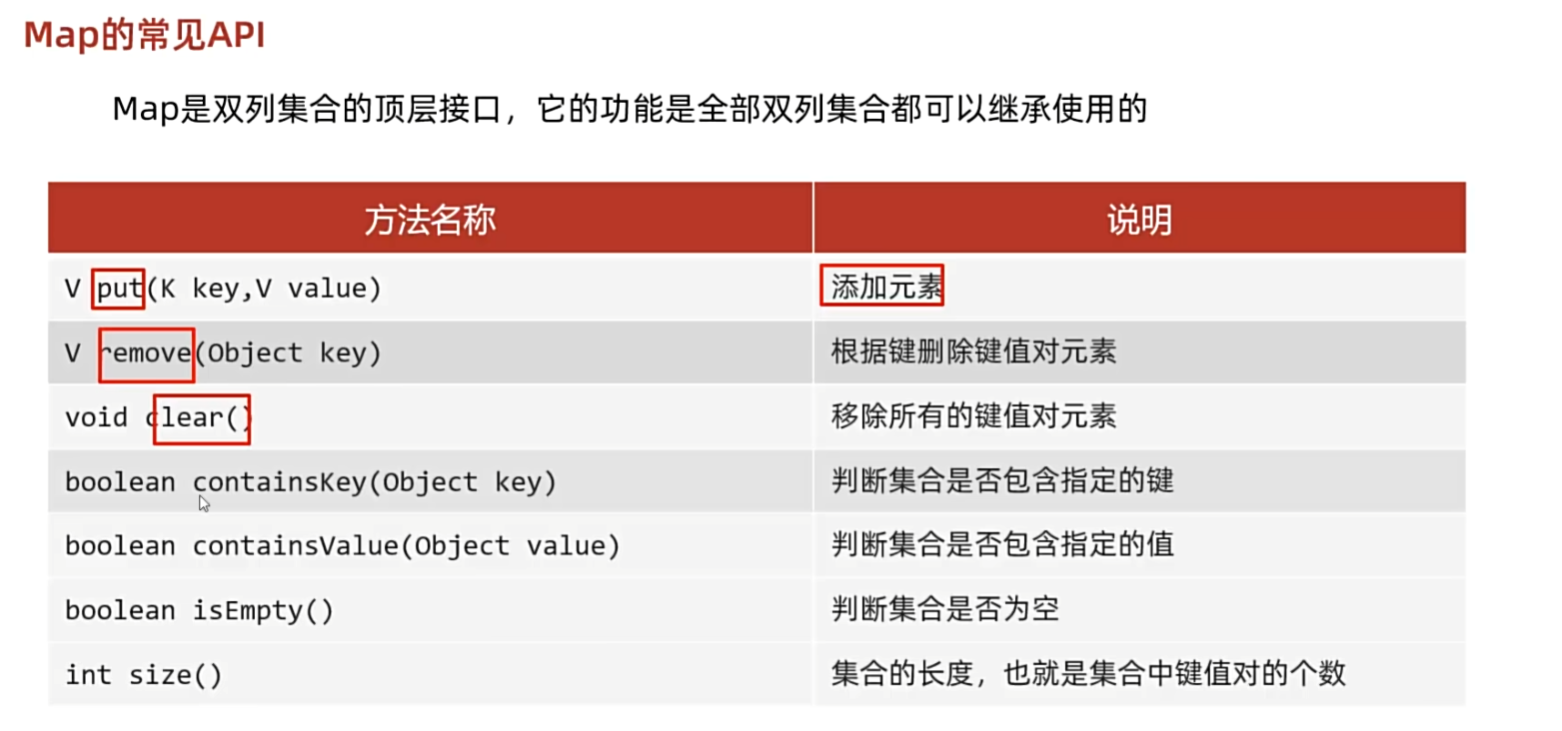 Map的常见API
Map是双列集合的顶层接口，它的功能是全部双列集合都可以继承使用的
方法名称 说明
V put(K key,V value) 添加元素
V remove(Object key) 根据键删除键值对元素
void clear() 移除所有的键值对元素
boolean containsKey(Object key) 判断集合是否包含指定的键
boolean containsValue(Object value) 判断集合是否包含指定的值
boolean isEmpty() 判断集合是否为空
int size() 集合的长度，也就是集合中键值对的个数